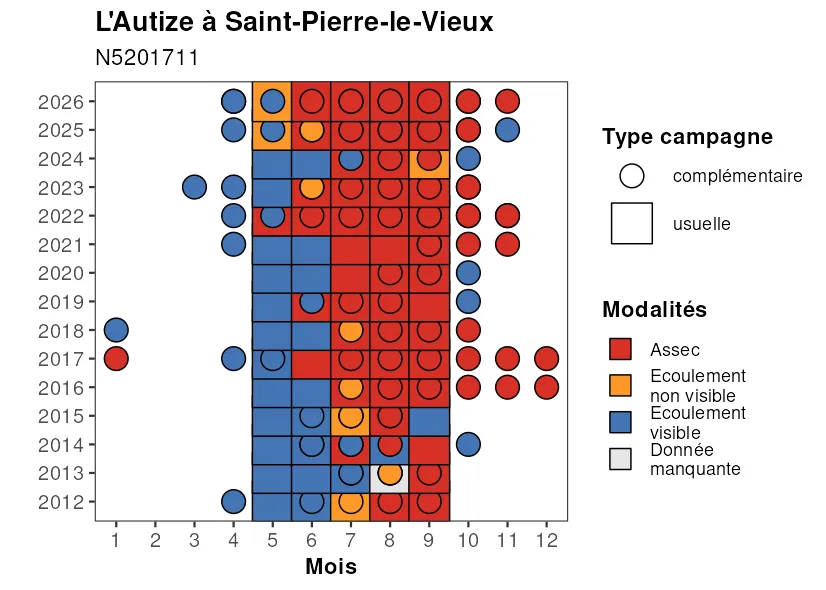 L'Autize à Saint-Pierre-le-Vieux
N5201711
2026
2025
2024
2023
2022
2021
2020
2019
2018
2017
2016
2015
2014
2013
2012
1 2 3 4 5 6 7 8 9 10 11 12
Mois
Type campagne
complémentaire
usuelle
Modalités
Assec
Ecoulement
non visible
Ecoulement
visible
Donnée
manquante